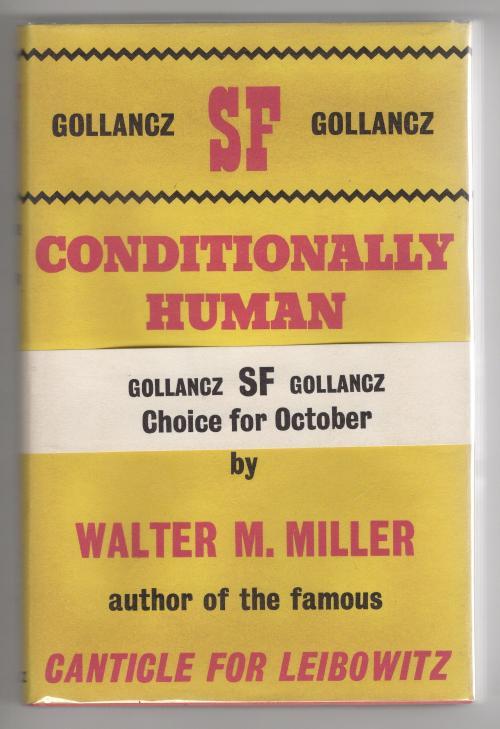 GOLLANCZ SF GOLLANCZ
CONDITIONALLY
HUMAN
GOLLANCZ SF GOLLANCZ
Choice for October
by
WALTER M. MILLER
author of the famous
CANTICLE FOR LEIBOWITZ